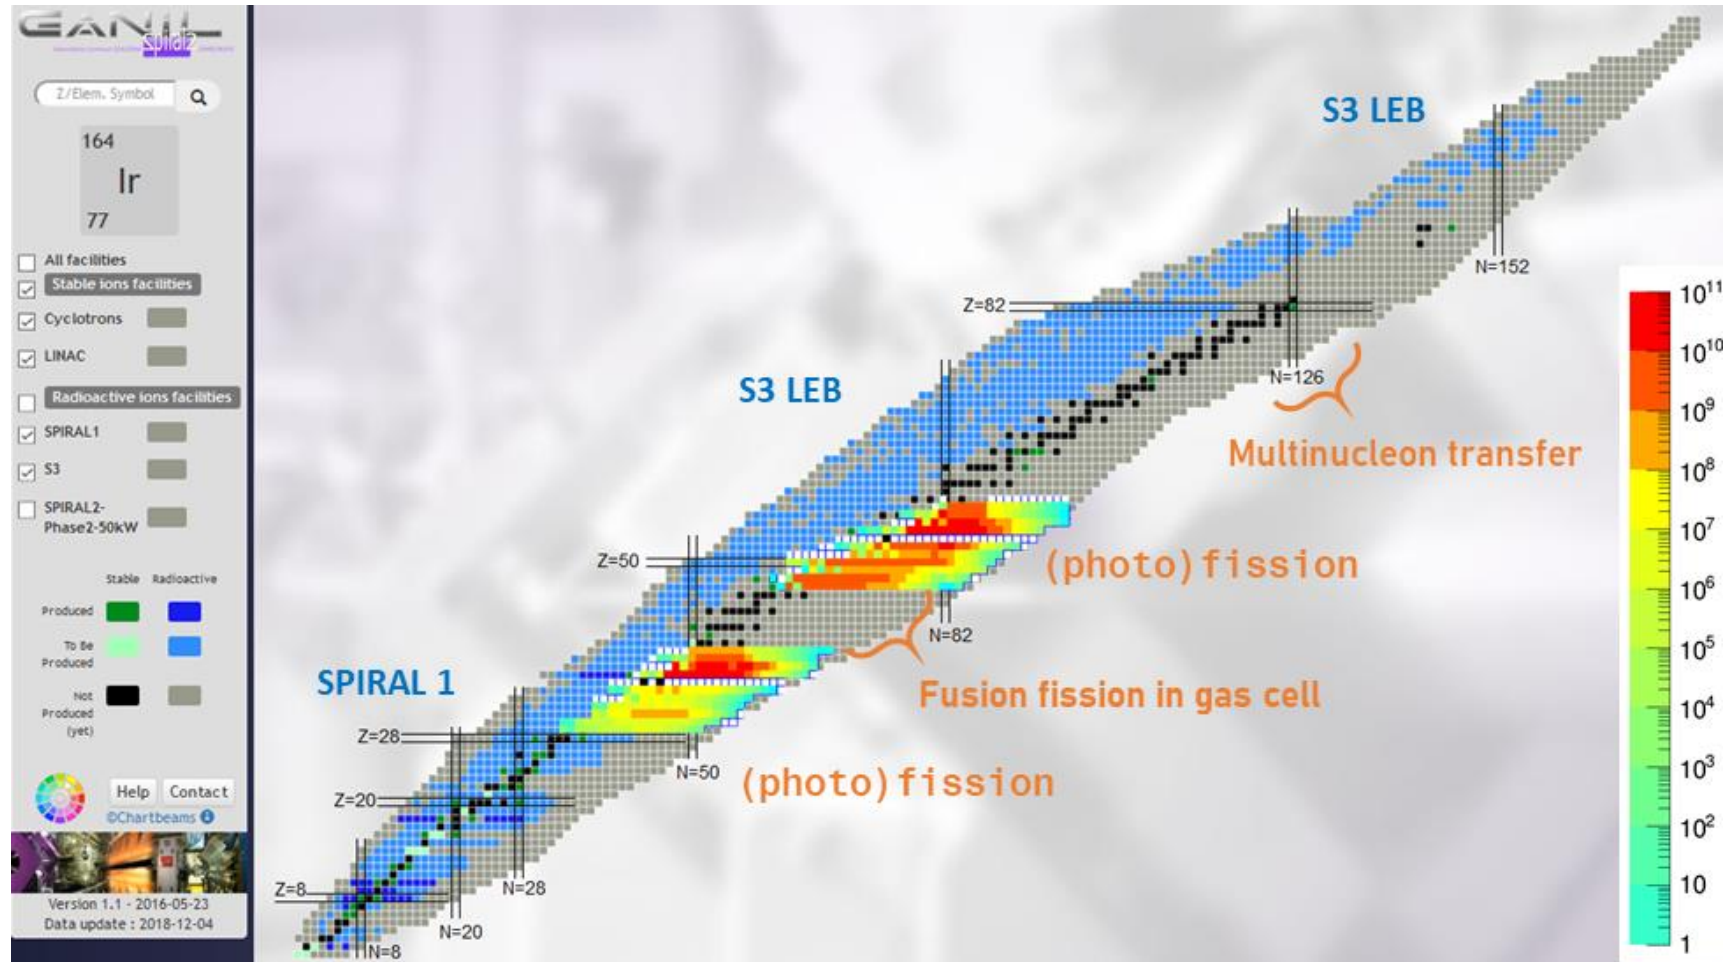 GANIL
spiral2
Z/Elem. Symbol
164
Ir
77
All facilities
Stable ions facilities
Cyclotrons
LINAC
Radioactive ions facilities
SPIRAL1
S3
SPIRAL2-
Phase2-50kW
Stable Radioactive
Produced
To Be
Produced
Not
Produced
(yet)
Help Contact
©Chartbeams
Version 1.1 - 2016-05-23
Data update : 2018-12-04
S3 LEB
N=152
Z=82
N=126
S3 LEB
Multinucleon transfer
Z=50
(photo)fission
N=82
SPIRAL 1
Fusion fission in gas cell
Z=28
N=50
(photo)fission
Z=20
N=28
Z=8
N=20
N=8
10¹¹
10¹⁰
10⁹
10⁸
10⁷
10⁶
10⁵
10⁴
10³
10²
10
1